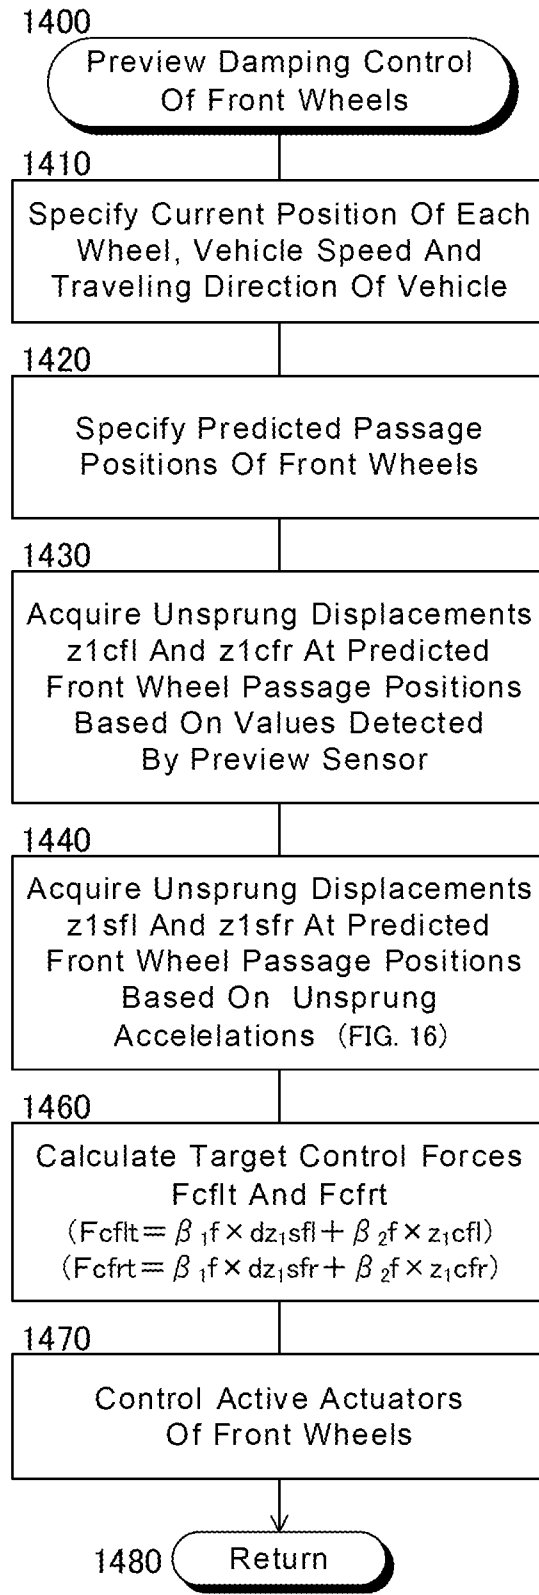 1400
Preview Damping Control
Of Front Wheels
1410
Specify Current Position Of Each
Wheel, Vehicle Speed And
Traveling Direction Of Vehicle
1420
Specify Predicted Passage
Positions Of Front Wheels
1430
Acquire Unsprung Displacements
z1cfl And z1cfr At Predicted
Front Wheel Passage Positions
Based On Values Detected
By Preview Sensor
1440
Acquire Unsprung Displacements
z1sfl And z1sfr At Predicted
Front Wheel Passage Positions
Based On Unsprung
Accelelations (FIG. 16)
1460
Calculate Target Control Forces
Fcflt And Fcfrt
(Fcflt=β₁f×dz₁sfl+β₂f×z₁cfl)
(Fcfrt=β₁f×dz₁sfr+β₂f×z₁cfr)
1470
Control Active Actuators
Of Front Wheels
1480
Return